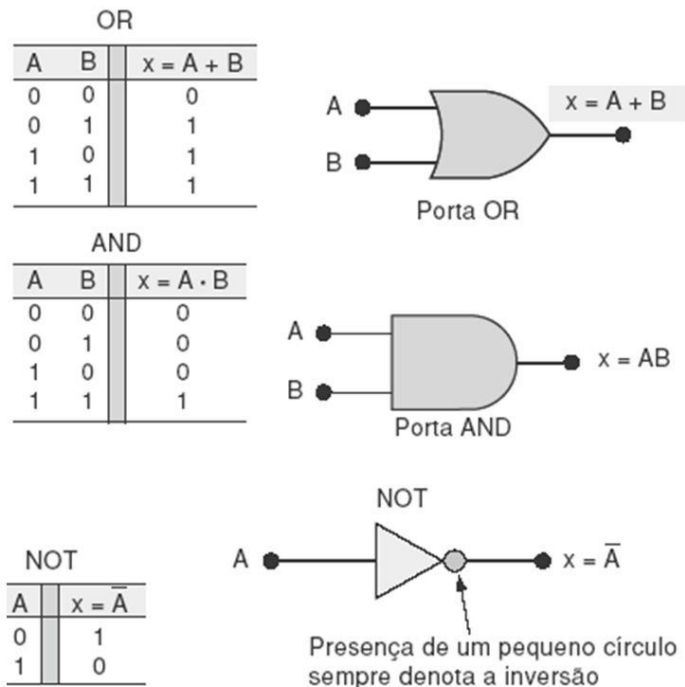 OR
A B x = A + B
0 0 0
0 1 1
1 0 1
1 1 1
A
B
x = A + B
Porta OR
AND
A B x = A · B
0 0 0
0 1 0
1 0 0
1 1 1
A
B
x = AB
Porta AND
NOT
A x = A̅
0 1
1 0
NOT
A
x = A̅
Presença de um pequeno círculo
sempre denota a inversão